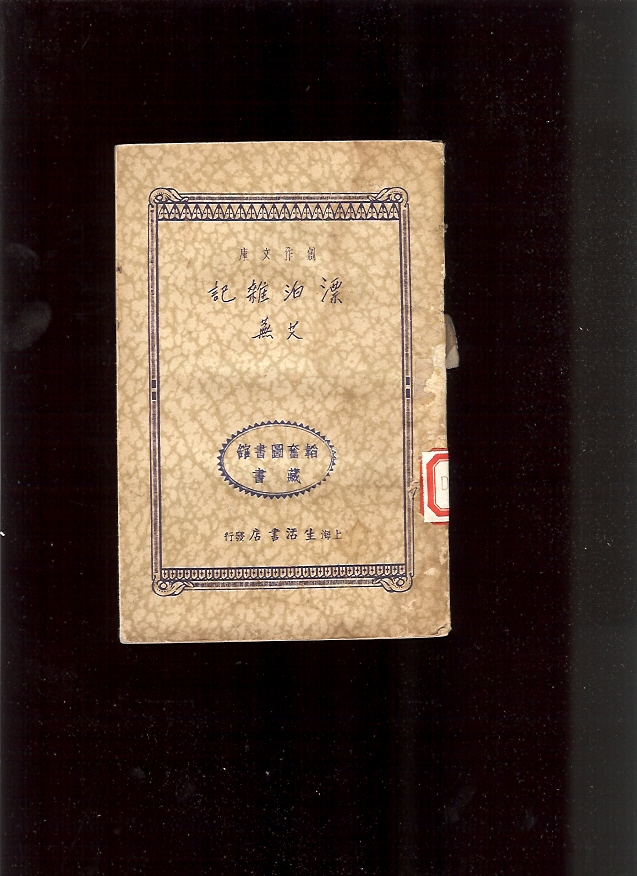 創作文庫
漂泊雜記
艾蕪
韜奮圖書館
藏書
上海生活書店發行